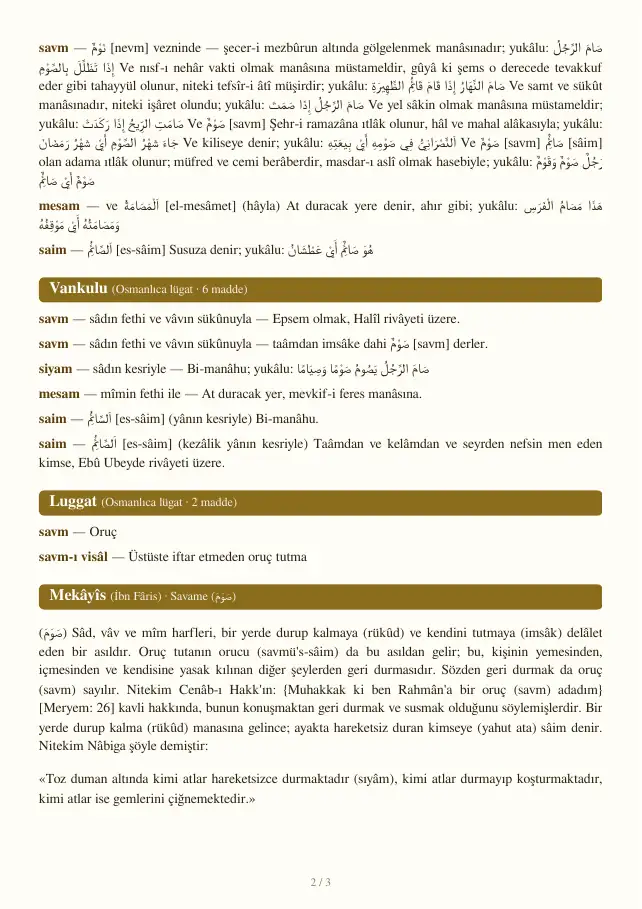 savm — نَوْمٌ [nevm] vezninde — şecer-i mezbûrun altında gölgelenmek manâsınadır; yukâlu: صَامَ الرَّجُلُ
إِذَا تَظَلَّلَ بِالصَّوْمِ Ve nısf-ı nehâr vakti olmak manâsına müstameldir, gûyâ ki şems o derecede tevakkuf
eder gibi tahayyül olunur, niteki tefsîr-i âtî müşirdir; yukâlu: صَامَ النَّهَارُ إِذَا قَامَ قَائِمُ الظَّهِيرَةِ Ve samt ve sükût
manâsınadır, niteki işâret olundu; yukâlu: صَامَ الرَّجُلُ إِذَا صَمَتَ Ve yel sâkin olmak manâsına müstameldir;
yukâlu: صَامَتِ الرِّيحُ إِذَا رَكَدَتْ Ve صَوْمٌ [savm] Şehr-i ramazâna ıtlâk olunur, hâl ve mahal alâkasıyla; yukâlu:
جَاءَ شَهْرُ الصَّوْمِ أَيْ شَهْرُ رَمَضَانَ Ve kiliseye denir; yukâlu: اَلنَّصْرَانِيُّ فِي صَوْمِهِ أَيْ بِيعَتِهِ Ve صَوْمٌ [savm] صَائِمٌ [sâim]
olan adama ıtlâk olunur; müfred ve cemi berâberdir, masdar-ı aslî olmak hasebiyle; yukâlu: رَجُلٌ صَوْمٌ وَقَوْمٌ
صَوْمٌ أَيْ صَائِمٌ
mesam — ve اَلْمَصَامَةُ [el-mesâmet] (hâyla) At duracak yere denir, ahır gibi; yukâlu: هَذَا مَصَامُ الْفَرَسِ
وَمَصَامَتُهُ أَيْ مَوْقِفُهُ
saim — اَلصَّائِمُ [es-sâim] Susuza denir; yukâlu: هُوَ صَائِمٌ أَيْ عَطْشَانُ
Vankulu (Osmanlıca lügat · 6 madde)
savm — sâdın fethi ve vâvın sükûnuyla — Epsem olmak, Halîl rivâyeti üzere.
savm — sâdın fethi ve vâvın sükûnuyla — taâmdan imsâke dahi صَوْمٌ [savm] derler.
siyam — sâdın kesriyle — Bi-manâhu; yukâlu: صَامَ الرَّجُلُ يَصُومُ صَوْمًا وَصِيَامًا
mesam — mîmin fethi ile — At duracak yer, mevkif-i feres manâsına.
saim — اَلصَّائِمُ [es-sâim] (yânın kesriyle) Bi-manâhu.
saim — اَلصَّائِمُ [es-sâim] (kezâlik yânın kesriyle) Taâmdan ve kelâmdan ve seyrden nefsin men eden
kimse, Ebû Ubeyde rivâyeti üzere.
Luggat (Osmanlıca lügat · 2 madde)
savm — Oruç
savm-ı visâl — Üstüste iftar etmeden oruç tutma
Mekâyîs (İbn Fâris) · Savame (صَوَمَ)
(صَوَمَ) Sâd, vâv ve mîm harfleri, bir yerde durup kalmaya (rükûd) ve kendini tutmaya (imsâk) delâlet
eden bir asıldır. Oruç tutanın orucu (savmü's-sâim) da bu asıldan gelir; bu, kişinin yemesinden,
içmesinden ve kendisine yasak kılınan diğer şeylerden geri durmasıdır. Sözden geri durmak da oruç
(savm) sayılır. Nitekim Cenâb-ı Hakk'ın: {Muhakkak ki ben Rahmân'a bir oruç (savm) adadım}
[Meryem: 26] kavli hakkında, bunun konuşmaktan geri durmak ve susmak olduğunu söylemişlerdir. Bir
yerde durup kalma (rükûd) manasına gelince; ayakta hareketsiz duran kimseye (yahut ata) sâim denir.
Nitekim Nâbiga şöyle demiştir:
«Toz duman altında kimi atlar hareketsizce durmaktadır (sıyâm), kimi atlar durmayıp koşturmaktadır,
kimi atlar ise gemlerini çiğnemektedir.»
2 / 3